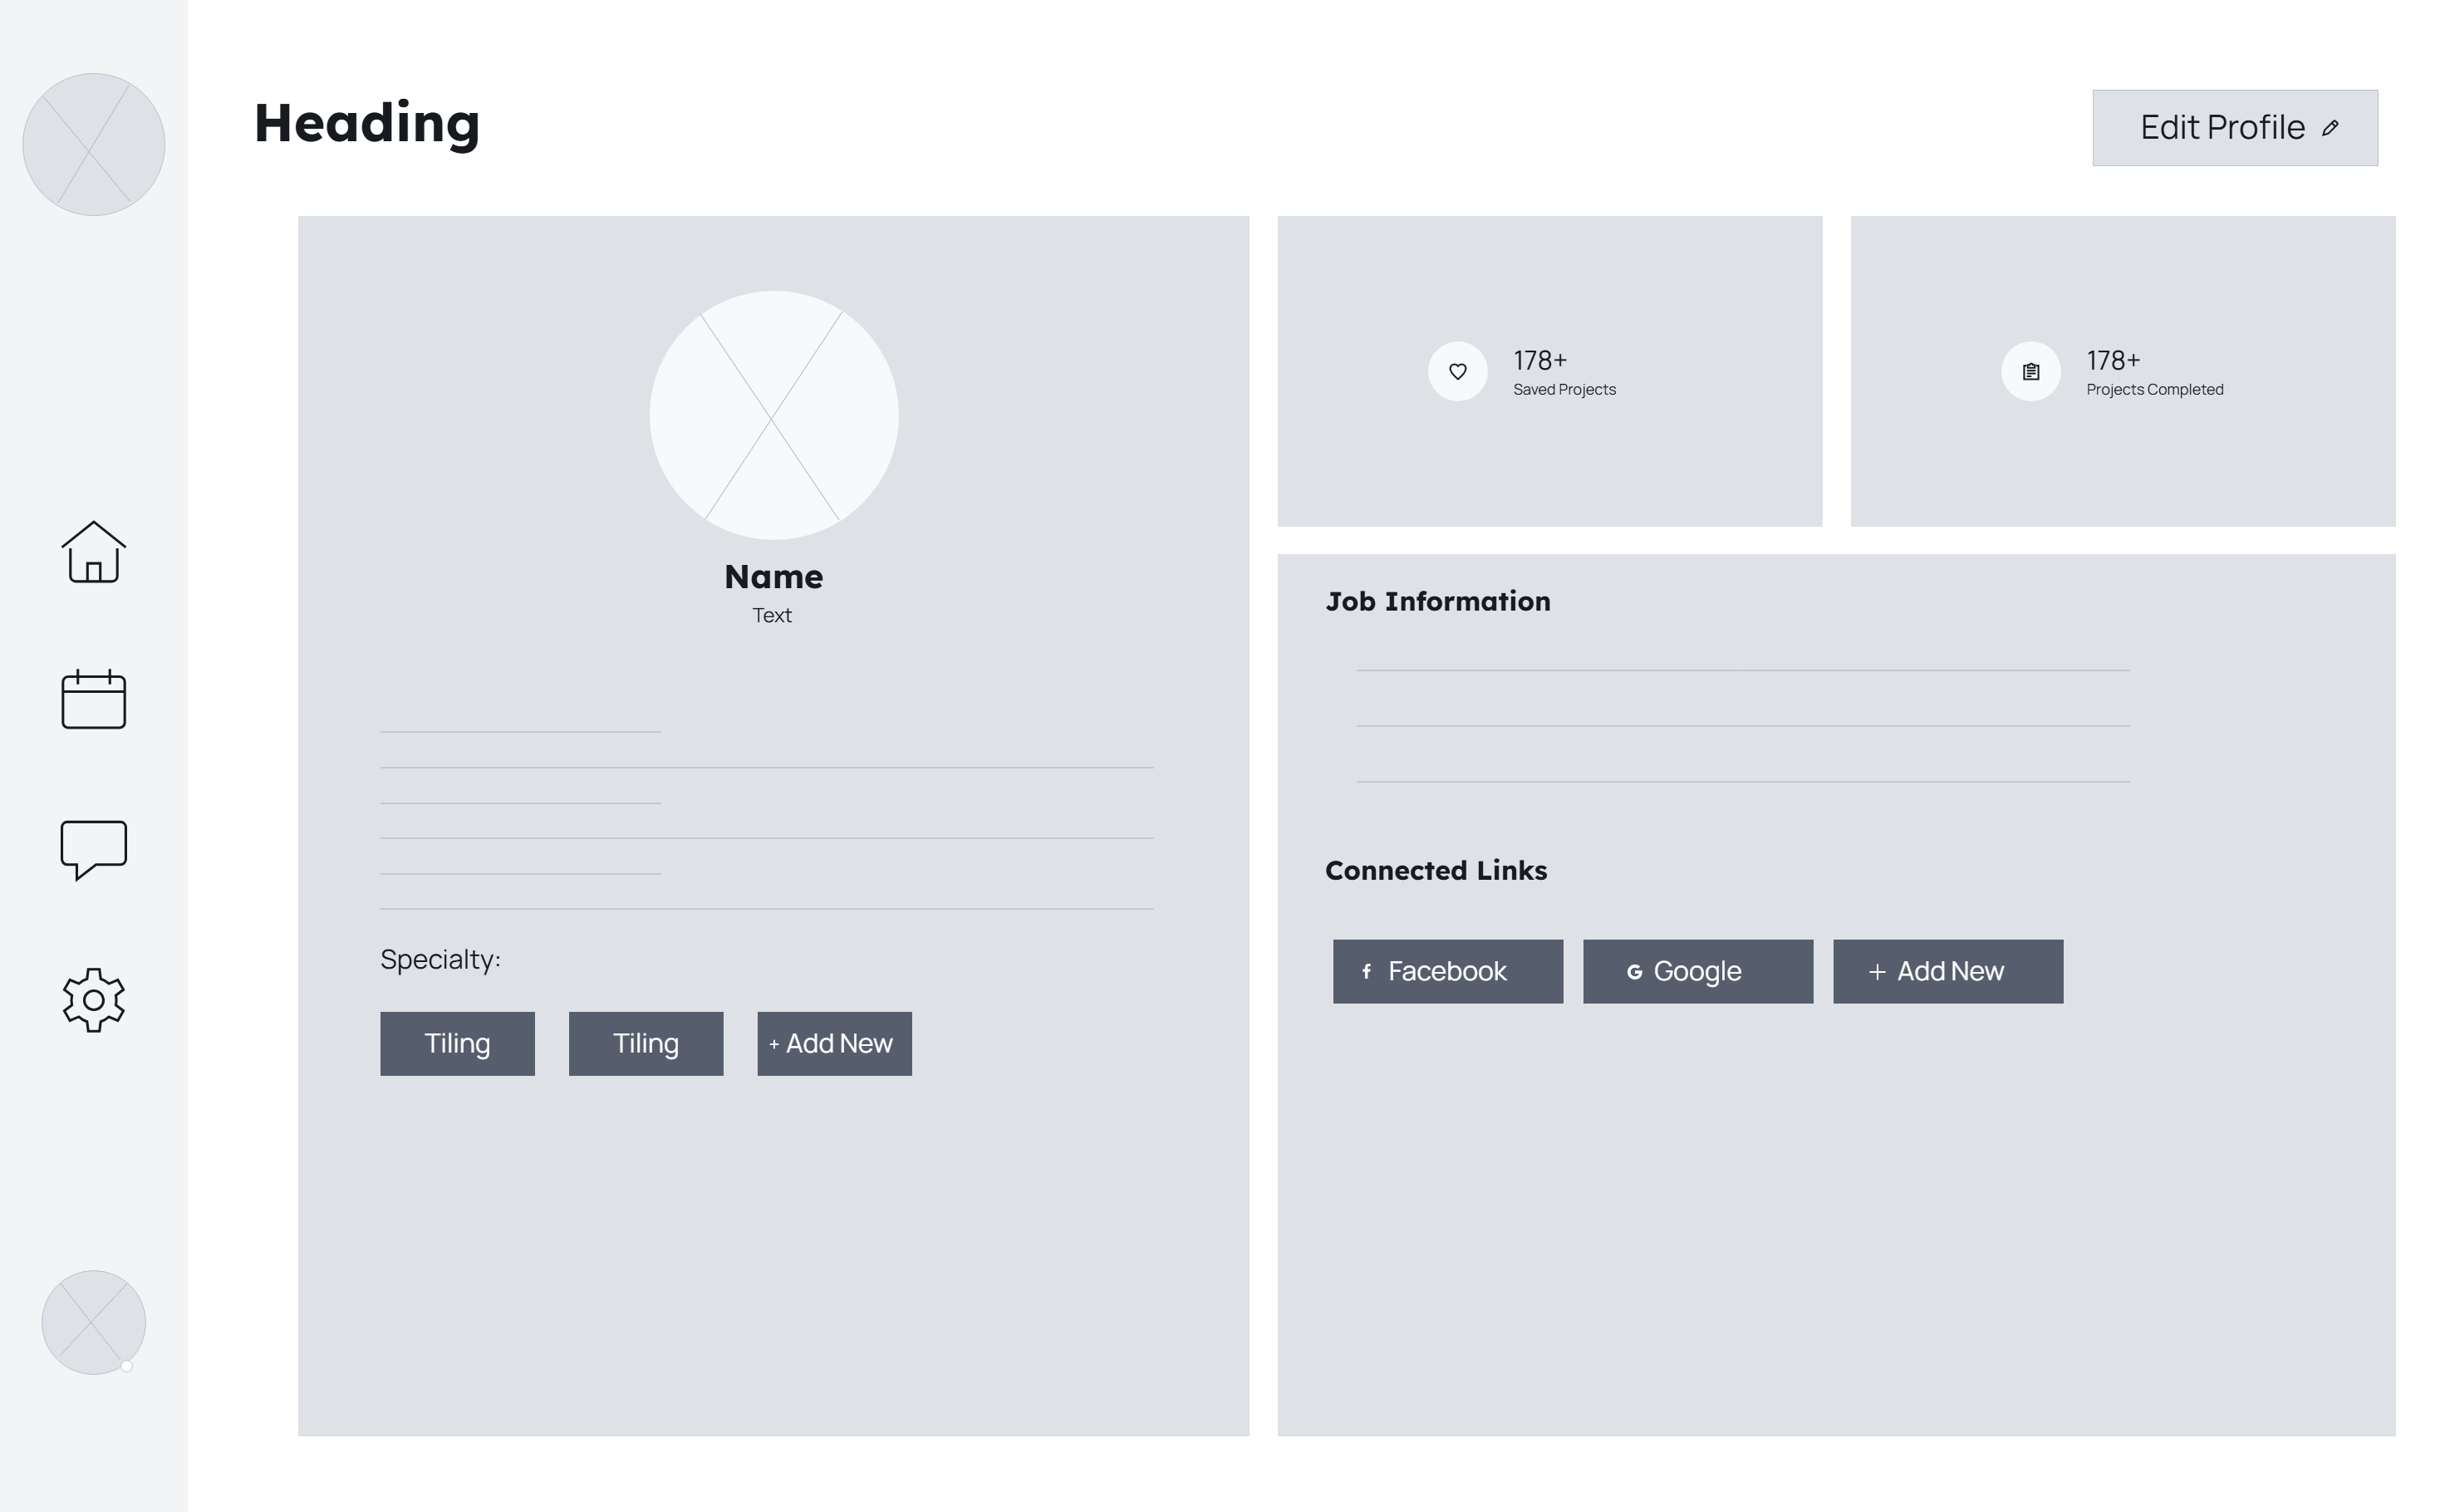 Heading
Edit Profile
Name
Text
Specialty:
Tiling
Tiling
+ Add New
178+
Saved Projects
178+
Projects Completed
Job Information
Connected Links
Facebook
Google
+ Add New